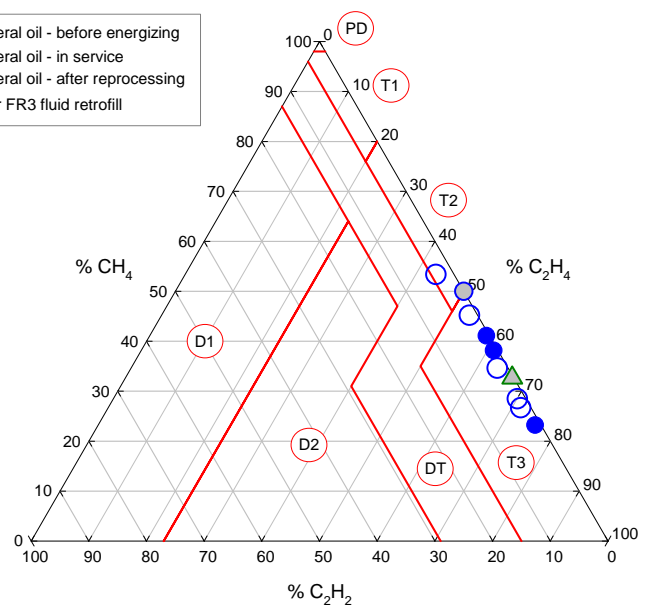 eral oil - before energizing
eral oil - in service
eral oil - after reprocessing
FR3 fluid retrofill
100 0 PD
90 10 T1
80 20
70 30 T2
60 40
% CH4 50 50 % C2H4
40 60
D1
30 70
20 80
D2 DT T3
10 90
0 100
100 90 80 70 60 50 40 30 20 10 0
% C2H2